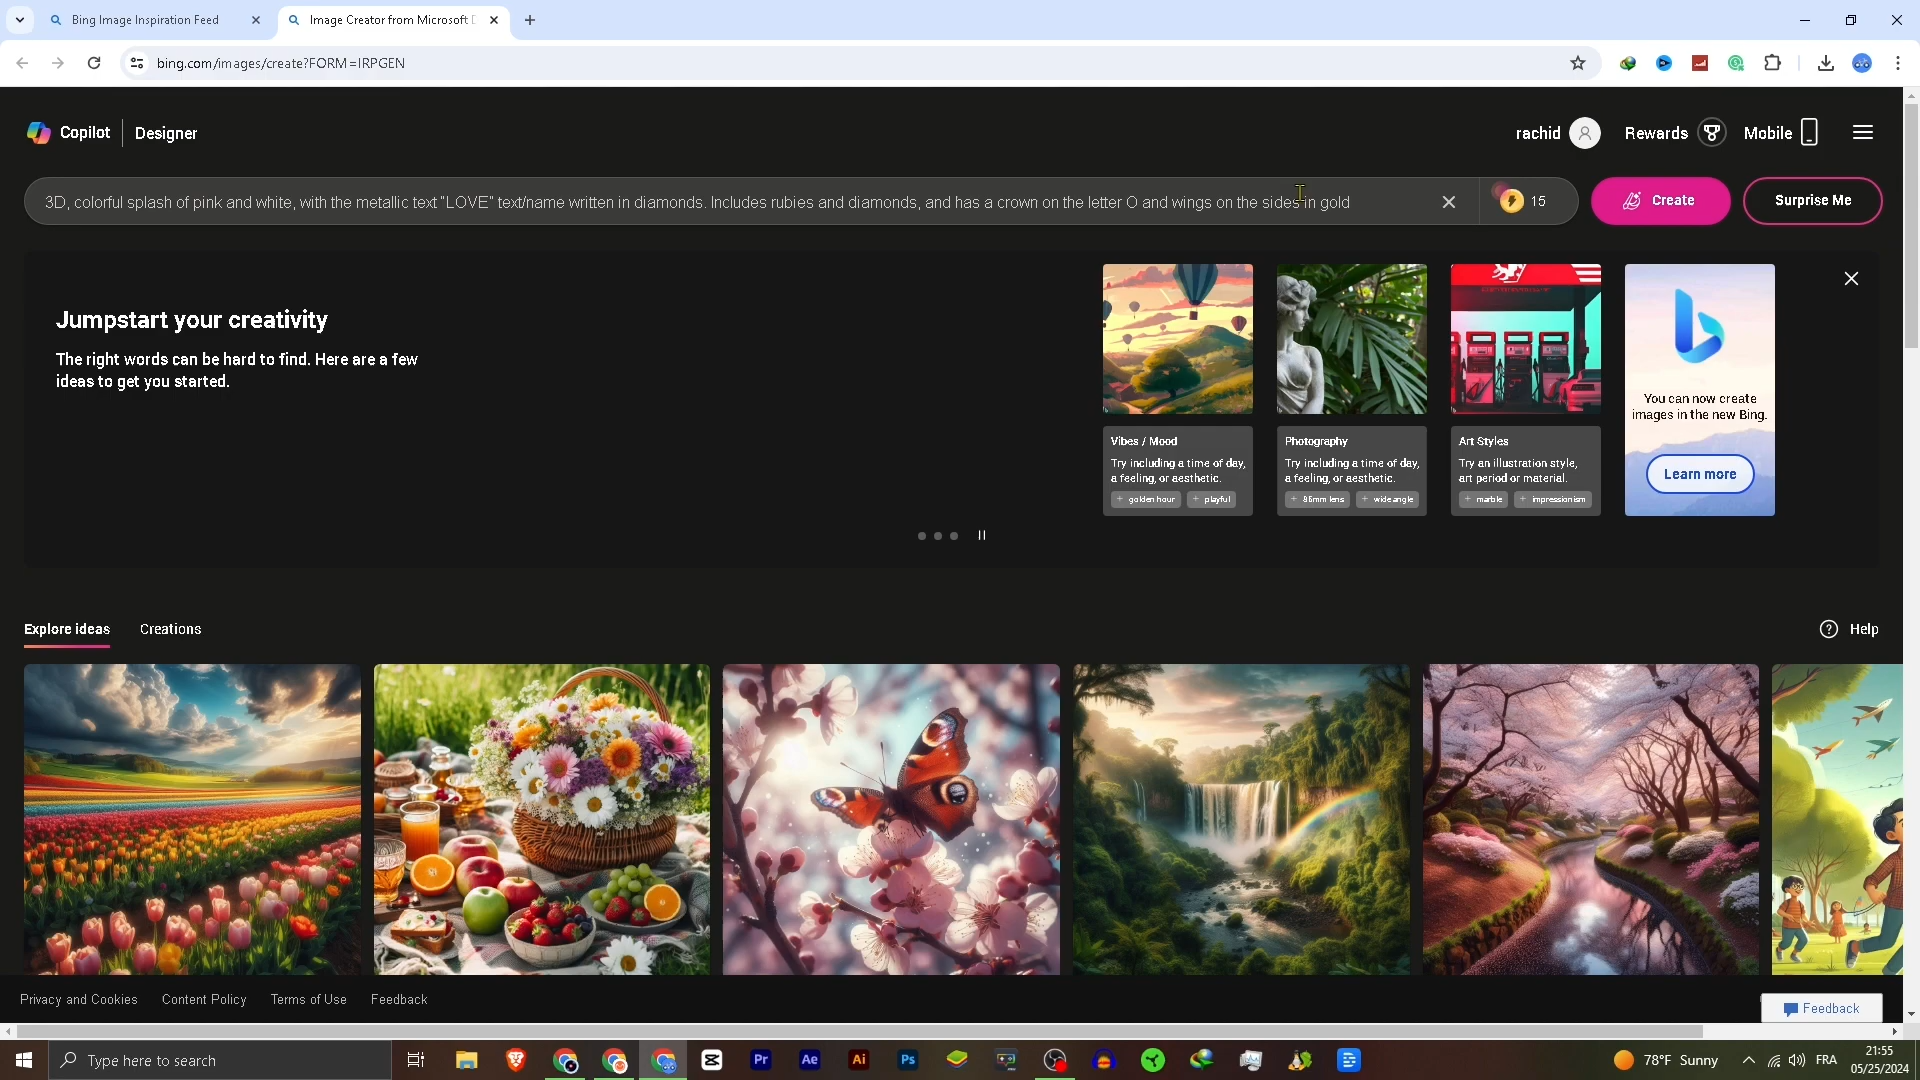 Bing Image Inspiration Feed
Image Creator from Microsoft D
bing.com/images/create?FORM=IRPGEN
Copilot Designer
rachid Rewards Mobile
3D, colorful splash of pink and white, with the metallic text "LOVE" text/name written in diamonds. Includes rubies and diamonds, and has a crown on the letter O and wings on the sides in gold
15
Create
Surprise Me
Jumpstart your creativity
The right words can be hard to find. Here are a few
ideas to get you started.
Vibes / Mood
Try including a time of day,
a feeling, or aesthetic.
+ golden hour + playful
Photography
Try including a time of day,
a feeling, or aesthetic.
+ 85mm lens + wide angle
Art Styles
Try an illustration style,
art period or material.
+ marble + impressionism
You can now create
images in the new Bing.
Learn more
Explore ideas Creations
Help
Privacy and Cookies Content Policy Terms of Use Feedback
Feedback
Type here to search
Pr Ae Ai Ps
78°F Sunny
FRA
21:55
05/25/2024